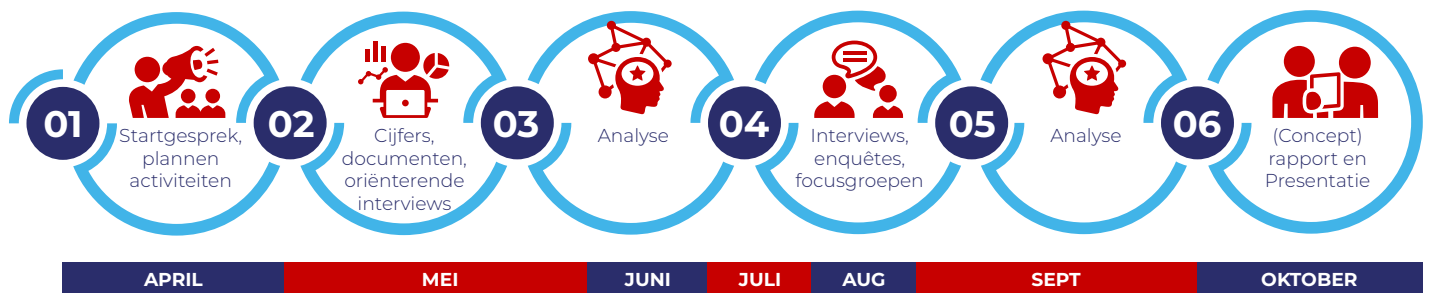 01
Startgesprek,
plannen
activiteiten
02
Cijfers,
documenten,
oriënterende
interviews
03
Analyse
04
Interviews,
enquêtes,
focusgroepen
05
Analyse
06
(Concept)
rapport en
Presentatie
APRIL MEI JUNI JULI AUG SEPT OKTOBER